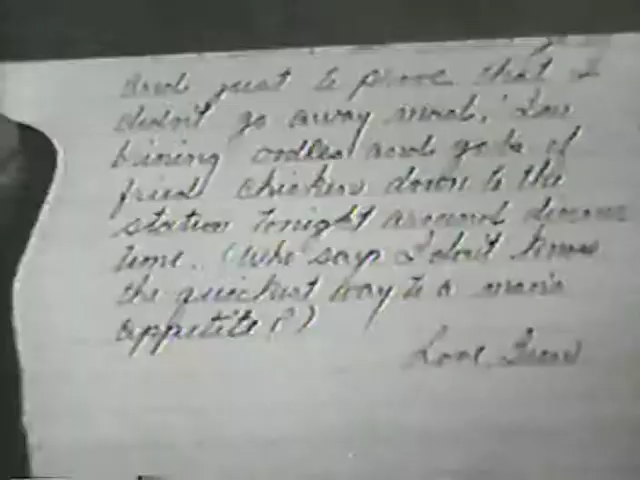 and just to prove that I
didn't go away mad, I'm
bringing oodles and gobs of
fried chicken down to the
station tonight around dinner
time. (Who says I don't know
the quickest way to a man's
appetite?)
Love,